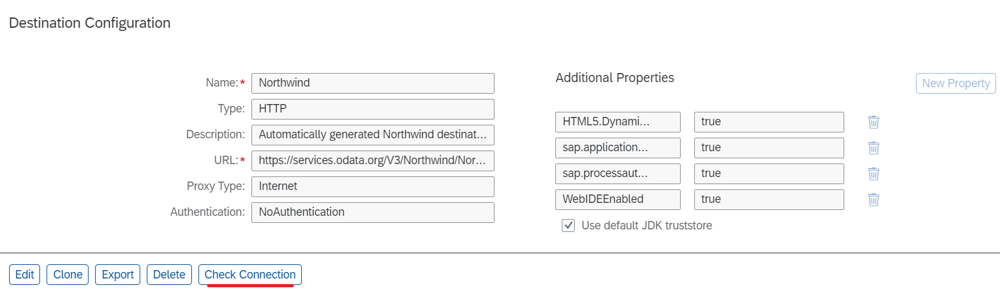 Destination Configuration
Name:* Northwind
Type: HTTP
Description: Automatically generated Northwind destinat...
URL:* https://services.odata.org/V3/Northwind/Nor...
Proxy Type: Internet
Authentication: NoAuthentication
Additional Properties
New Property
HTML5.Dynami... true
sap.application... true
sap.processaut... true
WebIDEEnabled true
Use default JDK truststore
Edit Clone Export Delete Check Connection